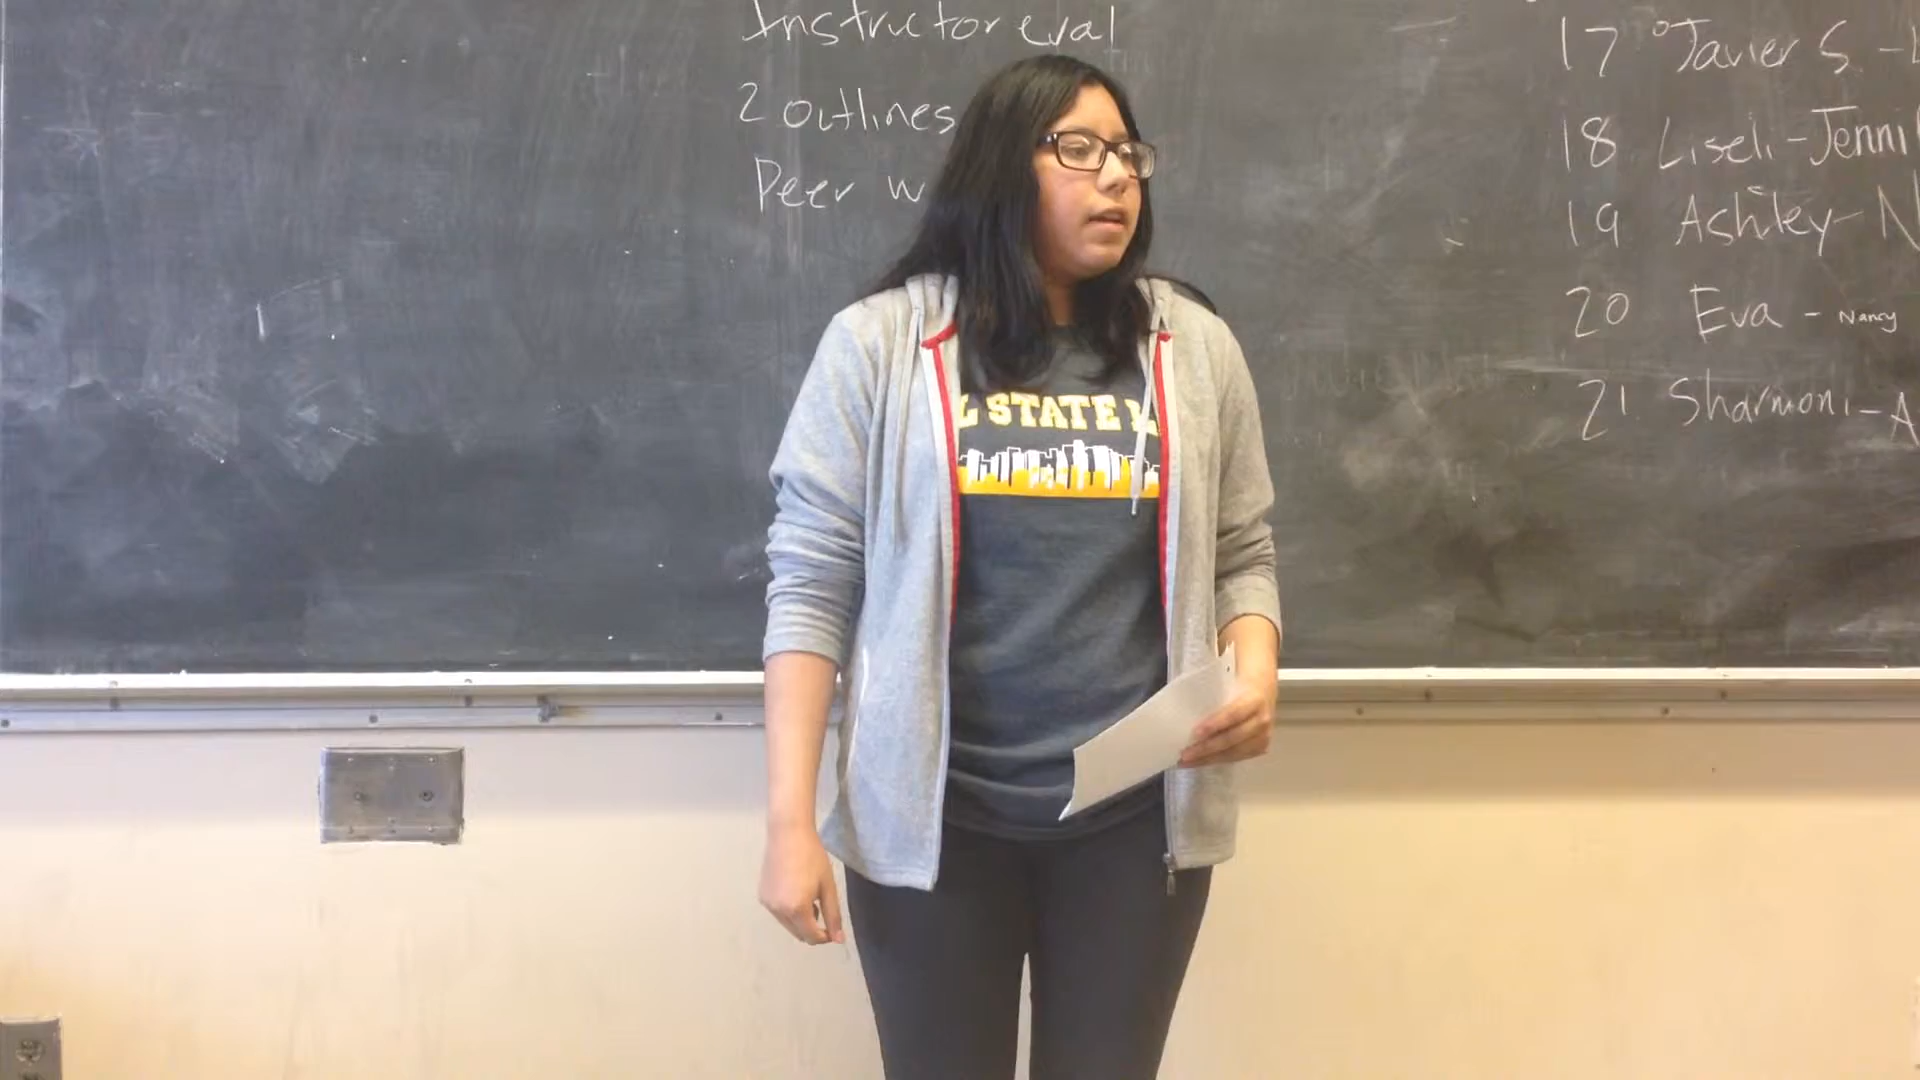 Instructor eval
2 outlines
Peer w
17 Javier S. -
18 Liseli-Jenni
19 Ashley- N
20 Eva - Nancy
21 Sharmoni- A
L STATE L